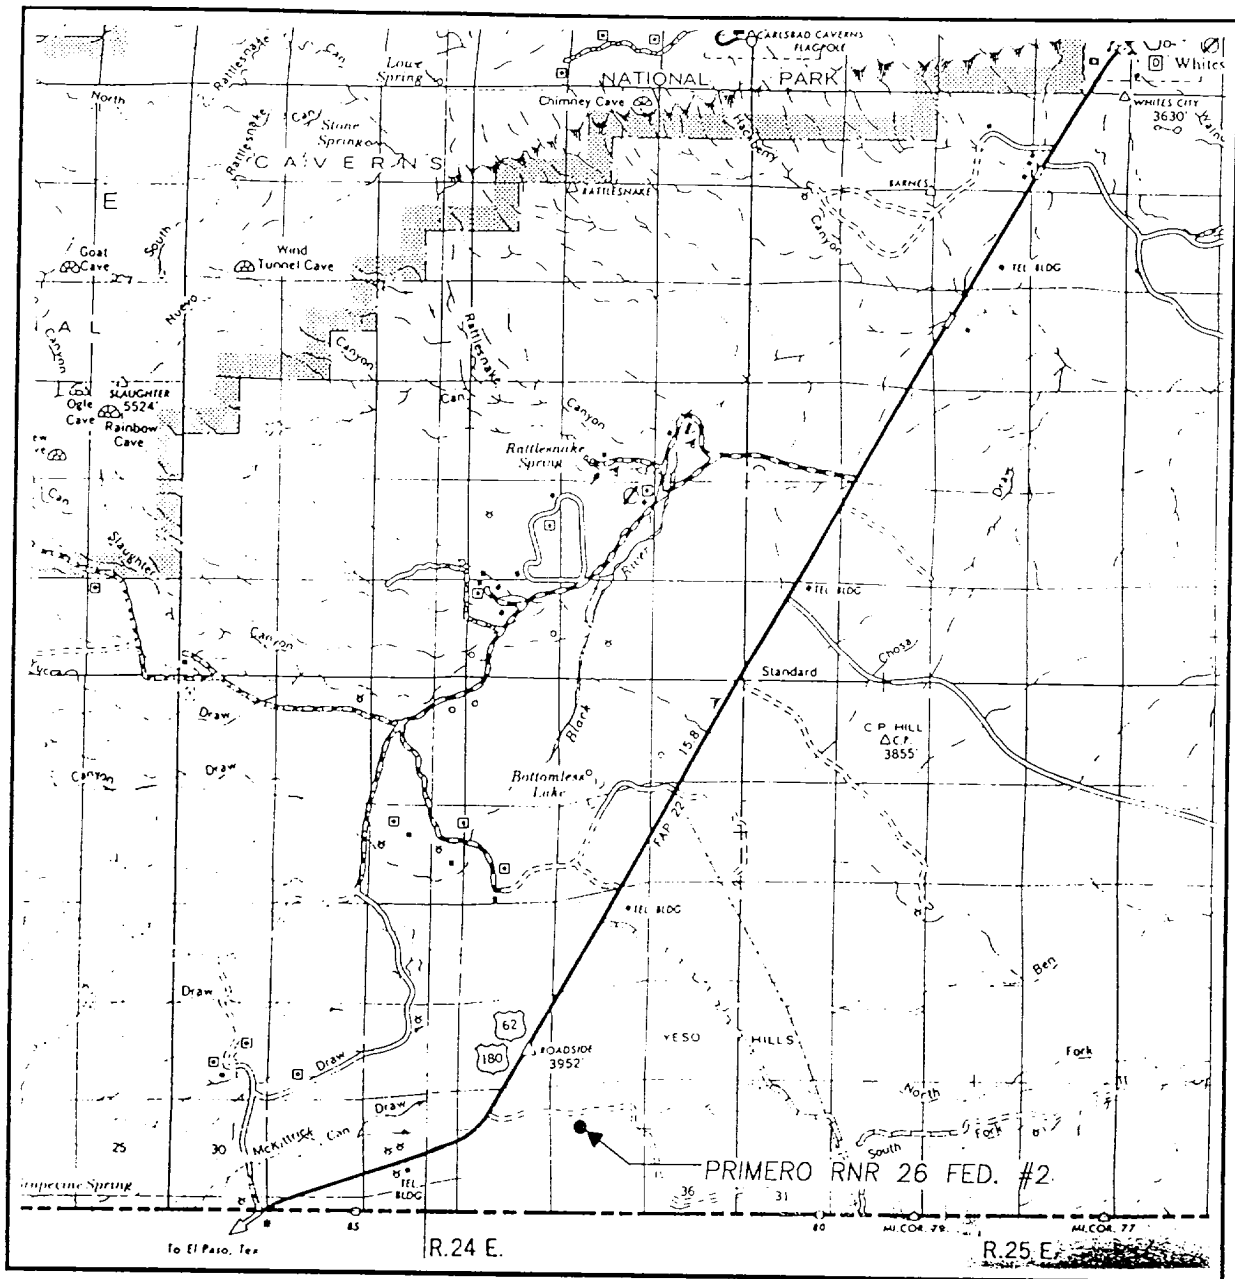 CARLSBAD CAVERNS
FLAGPOLE
Rattlesnake
Can
Lowe
Spring
NATIONAL PARK
Whites
North
Chimney Cave
WHITES CITY
3630'
Rattlesnake
Can
Stone
Spring
Hackberry
CAVERNS
RATTLESNAKE
BARNES
E
Canyon
South
Goat
Cave
Wind
Tunnel Cave
TEL BLDG
Nuevo
A L
Canyon
Rattlesnake
Canyon
Can
SLAUGHTER
5524'
Ogle
Cave
Rainbow
Cave
Canyon
Rattlesnake
Spring
Draw
Can
Slaughter
River
TEL BLDG
Canyon
Chosa
Standard
Draw
Black
C P HILL
C.P.
3855'
15.8
Canyon
Draw
Bottomless
Lake
FAP 22
TEL BLDG
Ben
Draw
62
180
ROADSIDE
3952'
YESO HILLS
Fork
Draw
North
Draw
McKittrick Can
Fork
South
25
30
PRIMERO RNR 26 FED. #2
36
31
TEL
BLDG
85
80
MI.COR. 79
MI.COR. 77
To El Paso, Tex
R.24 E.
R.25 E.